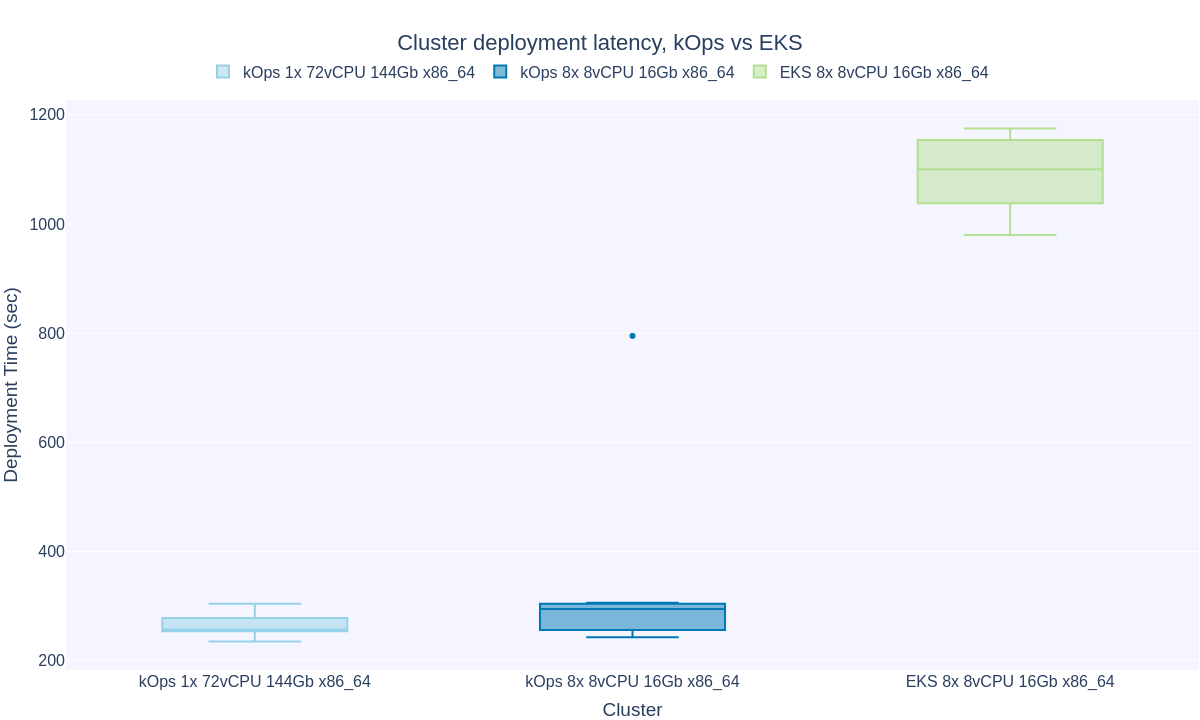 Cluster deployment latency, kOps vs EKS
kOps 1x 72vCPU 144Gb x86_64 kOps 8x 8vCPU 16Gb x86_64 EKS 8x 8vCPU 16Gb x86_64
Deployment Time (sec)
1200
1000
800
600
400
200
kOps 1x 72vCPU 144Gb x86_64 kOps 8x 8vCPU 16Gb x86_64 EKS 8x 8vCPU 16Gb x86_64
Cluster